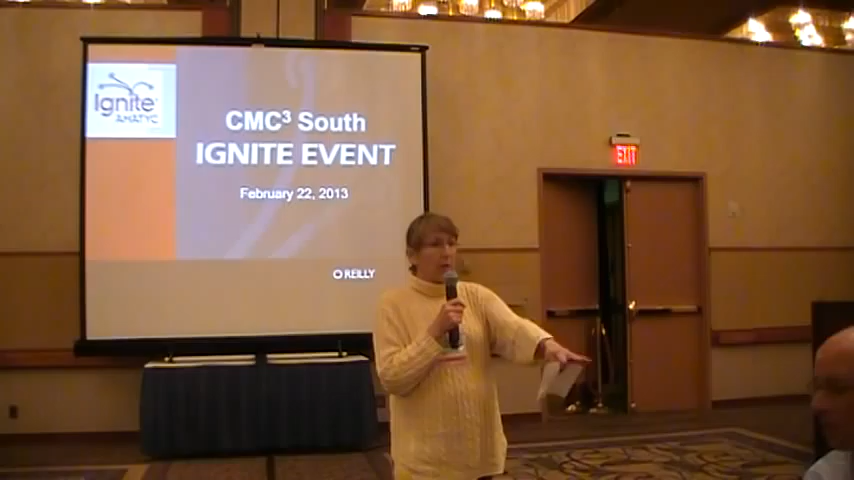 Ignite
AMATYC
CMC³ South
IGNITE EVENT
February 22, 2013
O'REILLY
EXIT